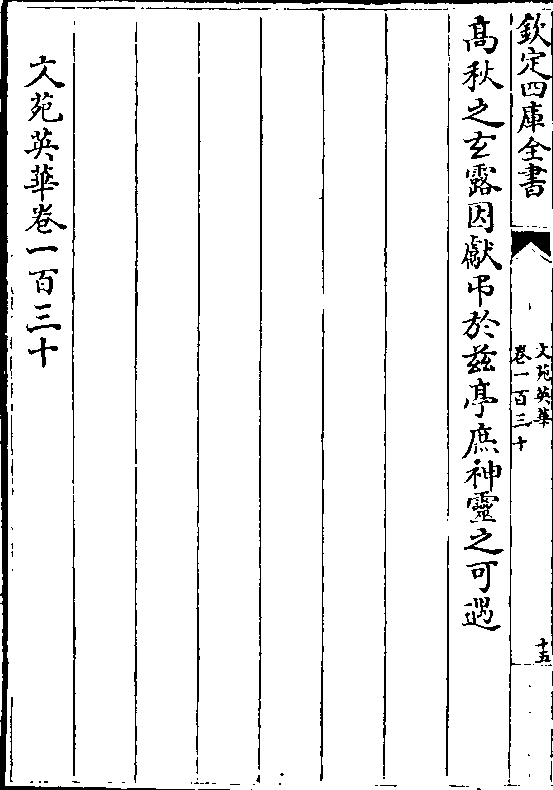 欽定四庫全書
文苑英華
卷一百三十
十五
高秋之玄露因獻弔於茲亭庶神靈之可遇
文苑英華卷一百三十